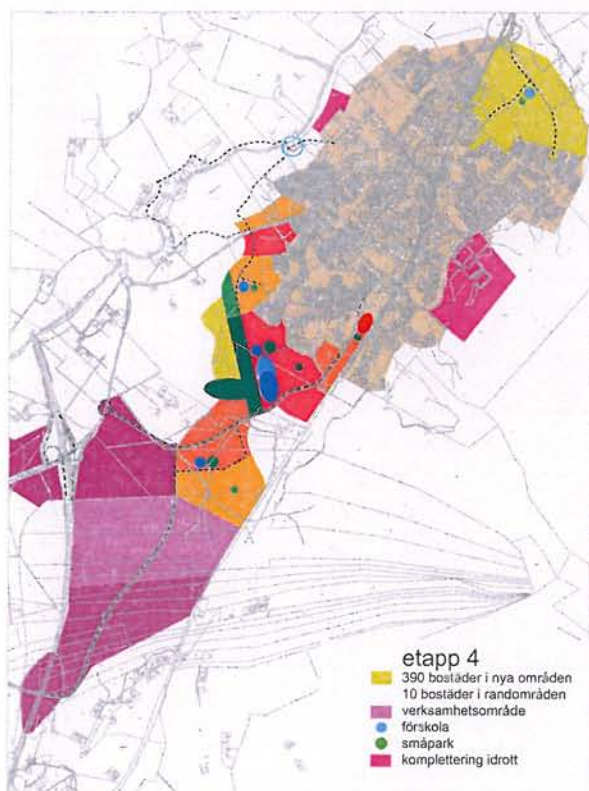 etapp 4
390 bostäder i nya områden
10 bostäder i randområden
verksamhetsområde
förskola
småpark
komplettering idrott